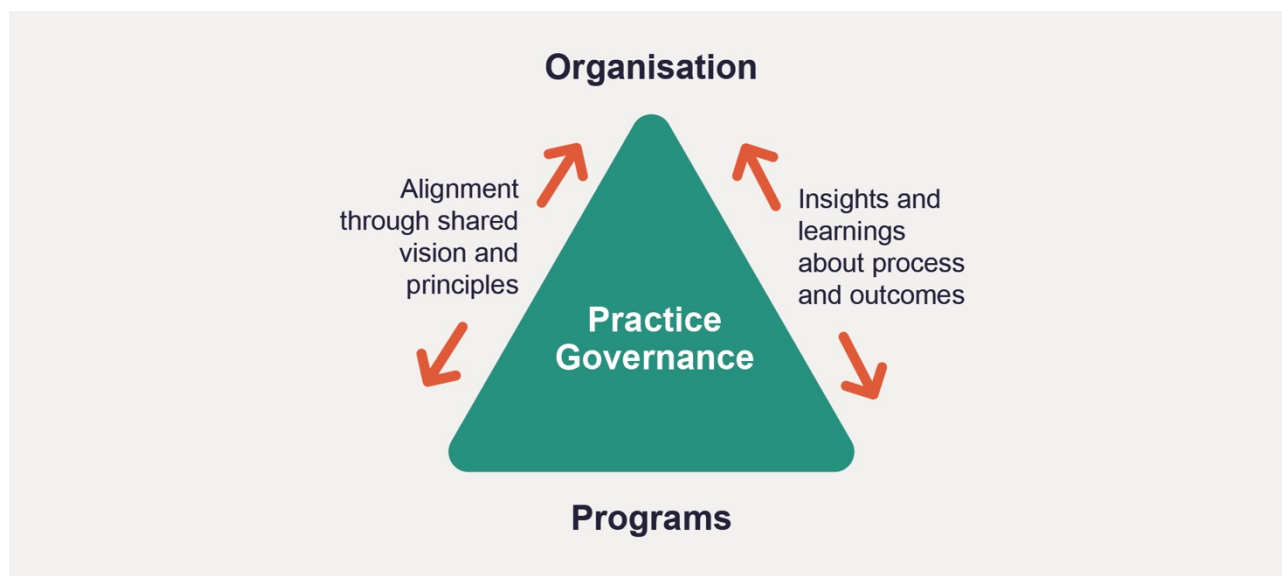 Organisation
Alignment
through shared
vision and
principles
Insights and
learnings
about process
and outcomes
Practice
Governance
Programs